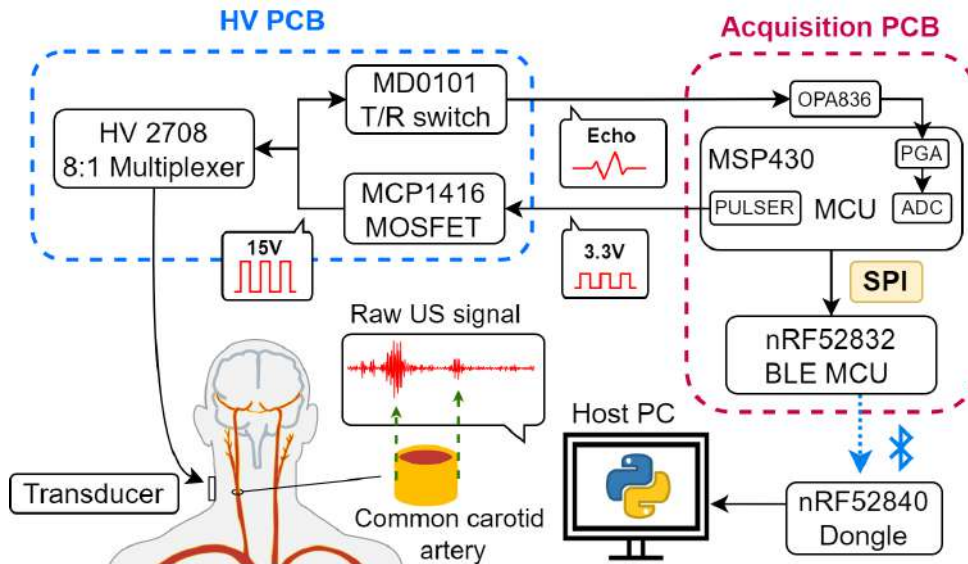 HV PCB
Acquisition PCB
MD0101
T/R switch
OPA836
HV 2708
8:1 Multiplexer
Echo
MSP430
PGA
MCP1416
MOSFET
PULSER
MCU
ADC
15V
3.3V
SPI
Raw US signal
nRF52832
BLE MCU
Host PC
Transducer
Common carotid
artery
nRF52840
Dongle